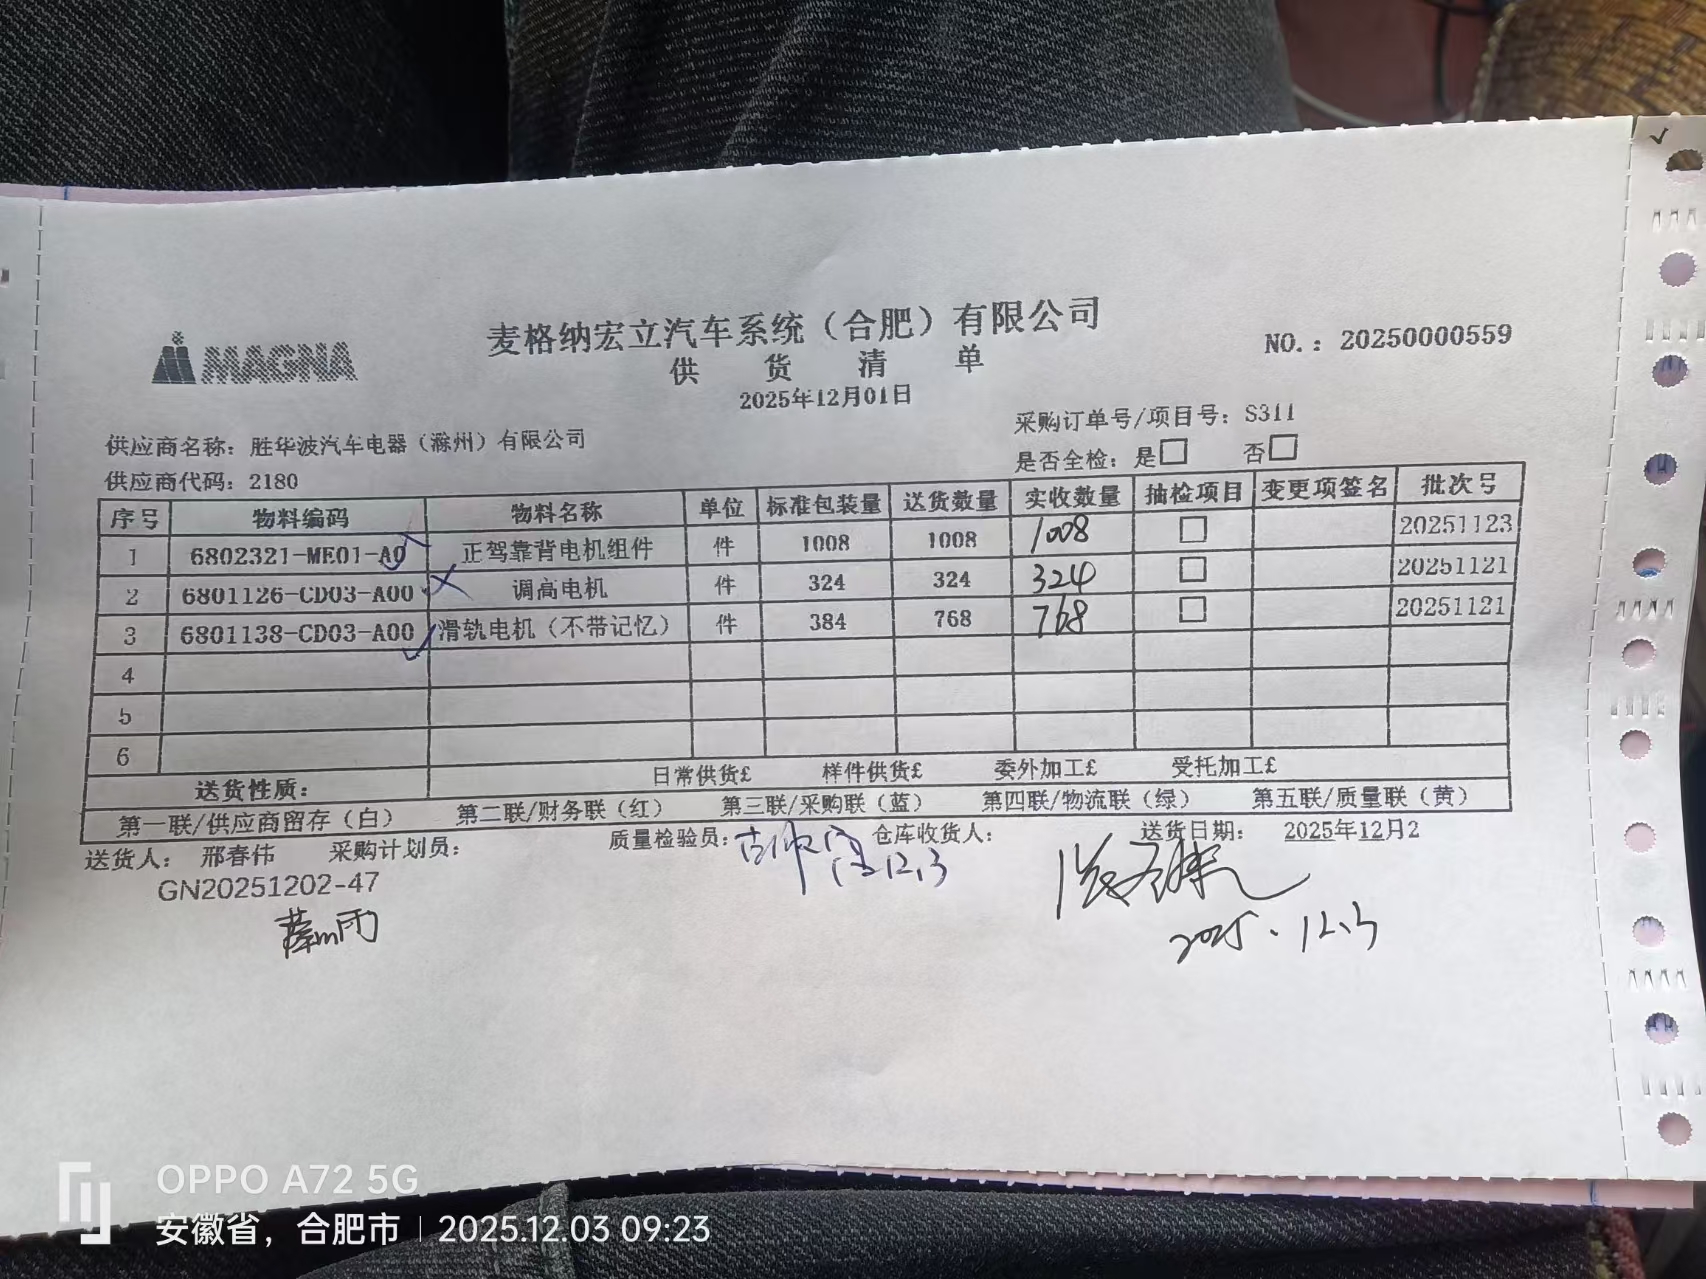 麦格纳宏立汽车系统（合肥）有限公司
MAGNA
供 货 清 单
NO.：20250000559
2025年12月01日
供应商名称：胜华波汽车电器（滁州）有限公司
采购订单号/项目号：S311
供应商代码：2180
是否全检：是□ 否□
序号 物料编码 物料名称 单位 标准包装量 送货数量 实收数量 抽检项目 变更项签名 批次号
1 6802321-ME01-A0 正驾靠背电机组件 件 1008 1008 1008 □ 20251123
2 6801126-CD03-A00 调高电机 件 324 324 324 □ 20251121
3 6801138-CD03-A00 滑轨电机（不带记忆） 件 384 768 768 □ 20251121
4
5
6
送货性质： 日常供货£ 样件供货£ 委外加工£ 受托加工£
第一联/供应商留存（白） 第二联/财务联（红） 第三联/采购联（蓝） 第四联/物流联（绿） 第五联/质量联（黄）
送货人：邢春伟 采购计划员： 质量检验员： 仓库收货人： 送货日期：2025年12月2
12.3
GN20251202-47
2025.12.3
OPPO A72 5G
安徽省，合肥市 | 2025.12.03 09:23